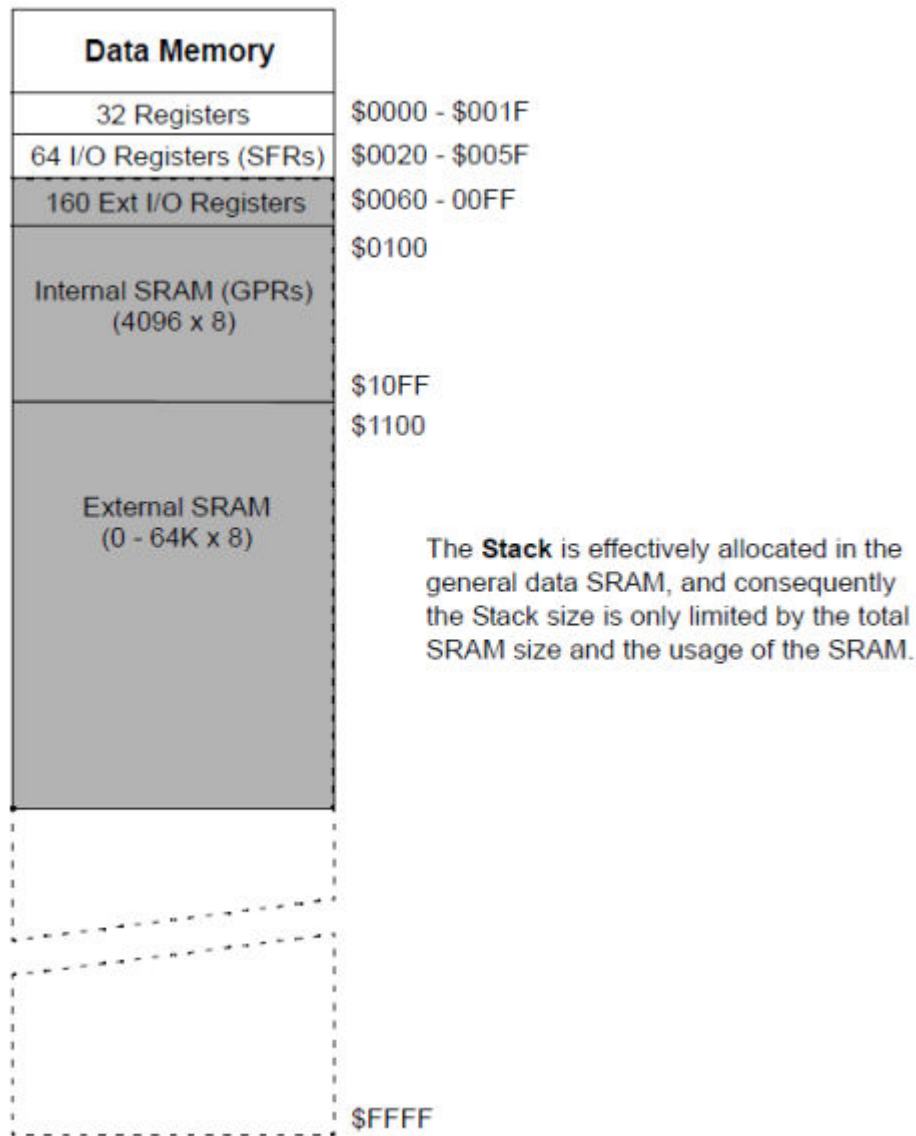 Data Memory
32 Registers
$0000 - $001F
64 I/O Registers (SFRs)
$0020 - $005F
160 Ext I/O Registers
$0060 - 00FF
$0100
Internal SRAM (GPRs)
(4096 x 8)
$10FF
$1100
External SRAM
(0 - 64K x 8)
The Stack is effectively allocated in the
general data SRAM, and consequently
the Stack size is only limited by the total
SRAM size and the usage of the SRAM.
$FFFF